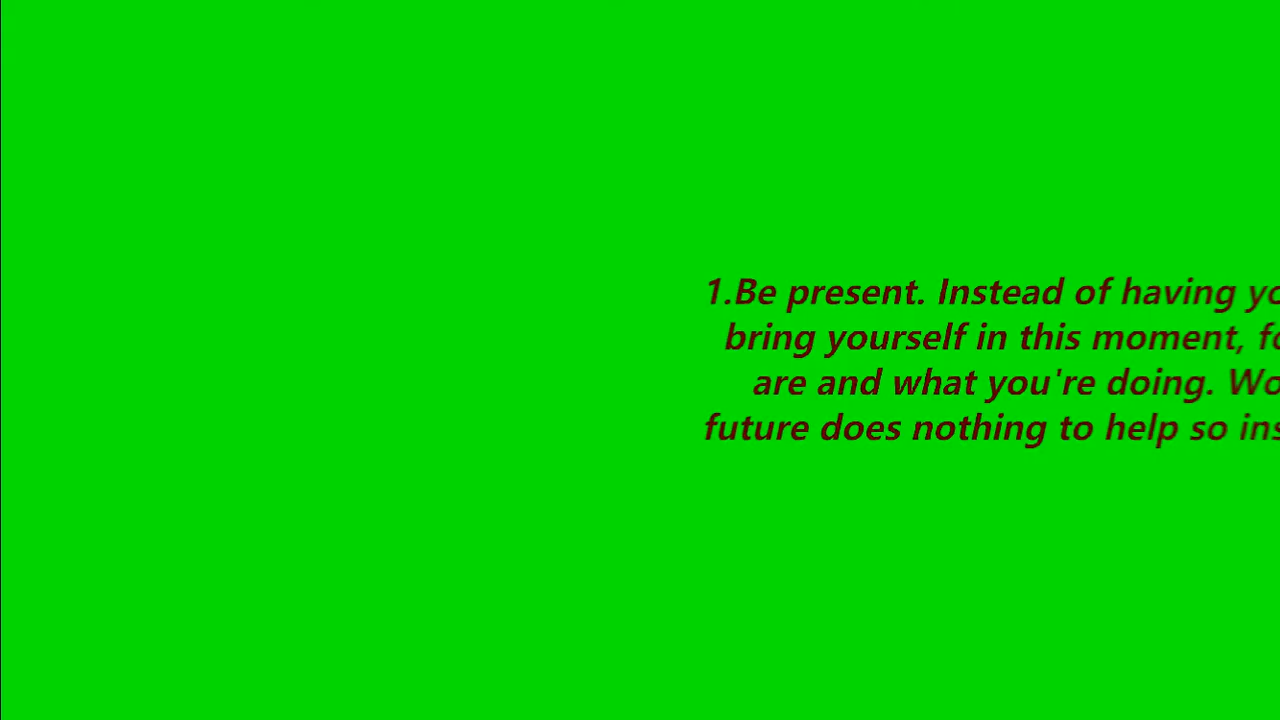 1.Be present. Instead of having
bring yourself in this moment,
are and what you're doing.
future does nothing to help so